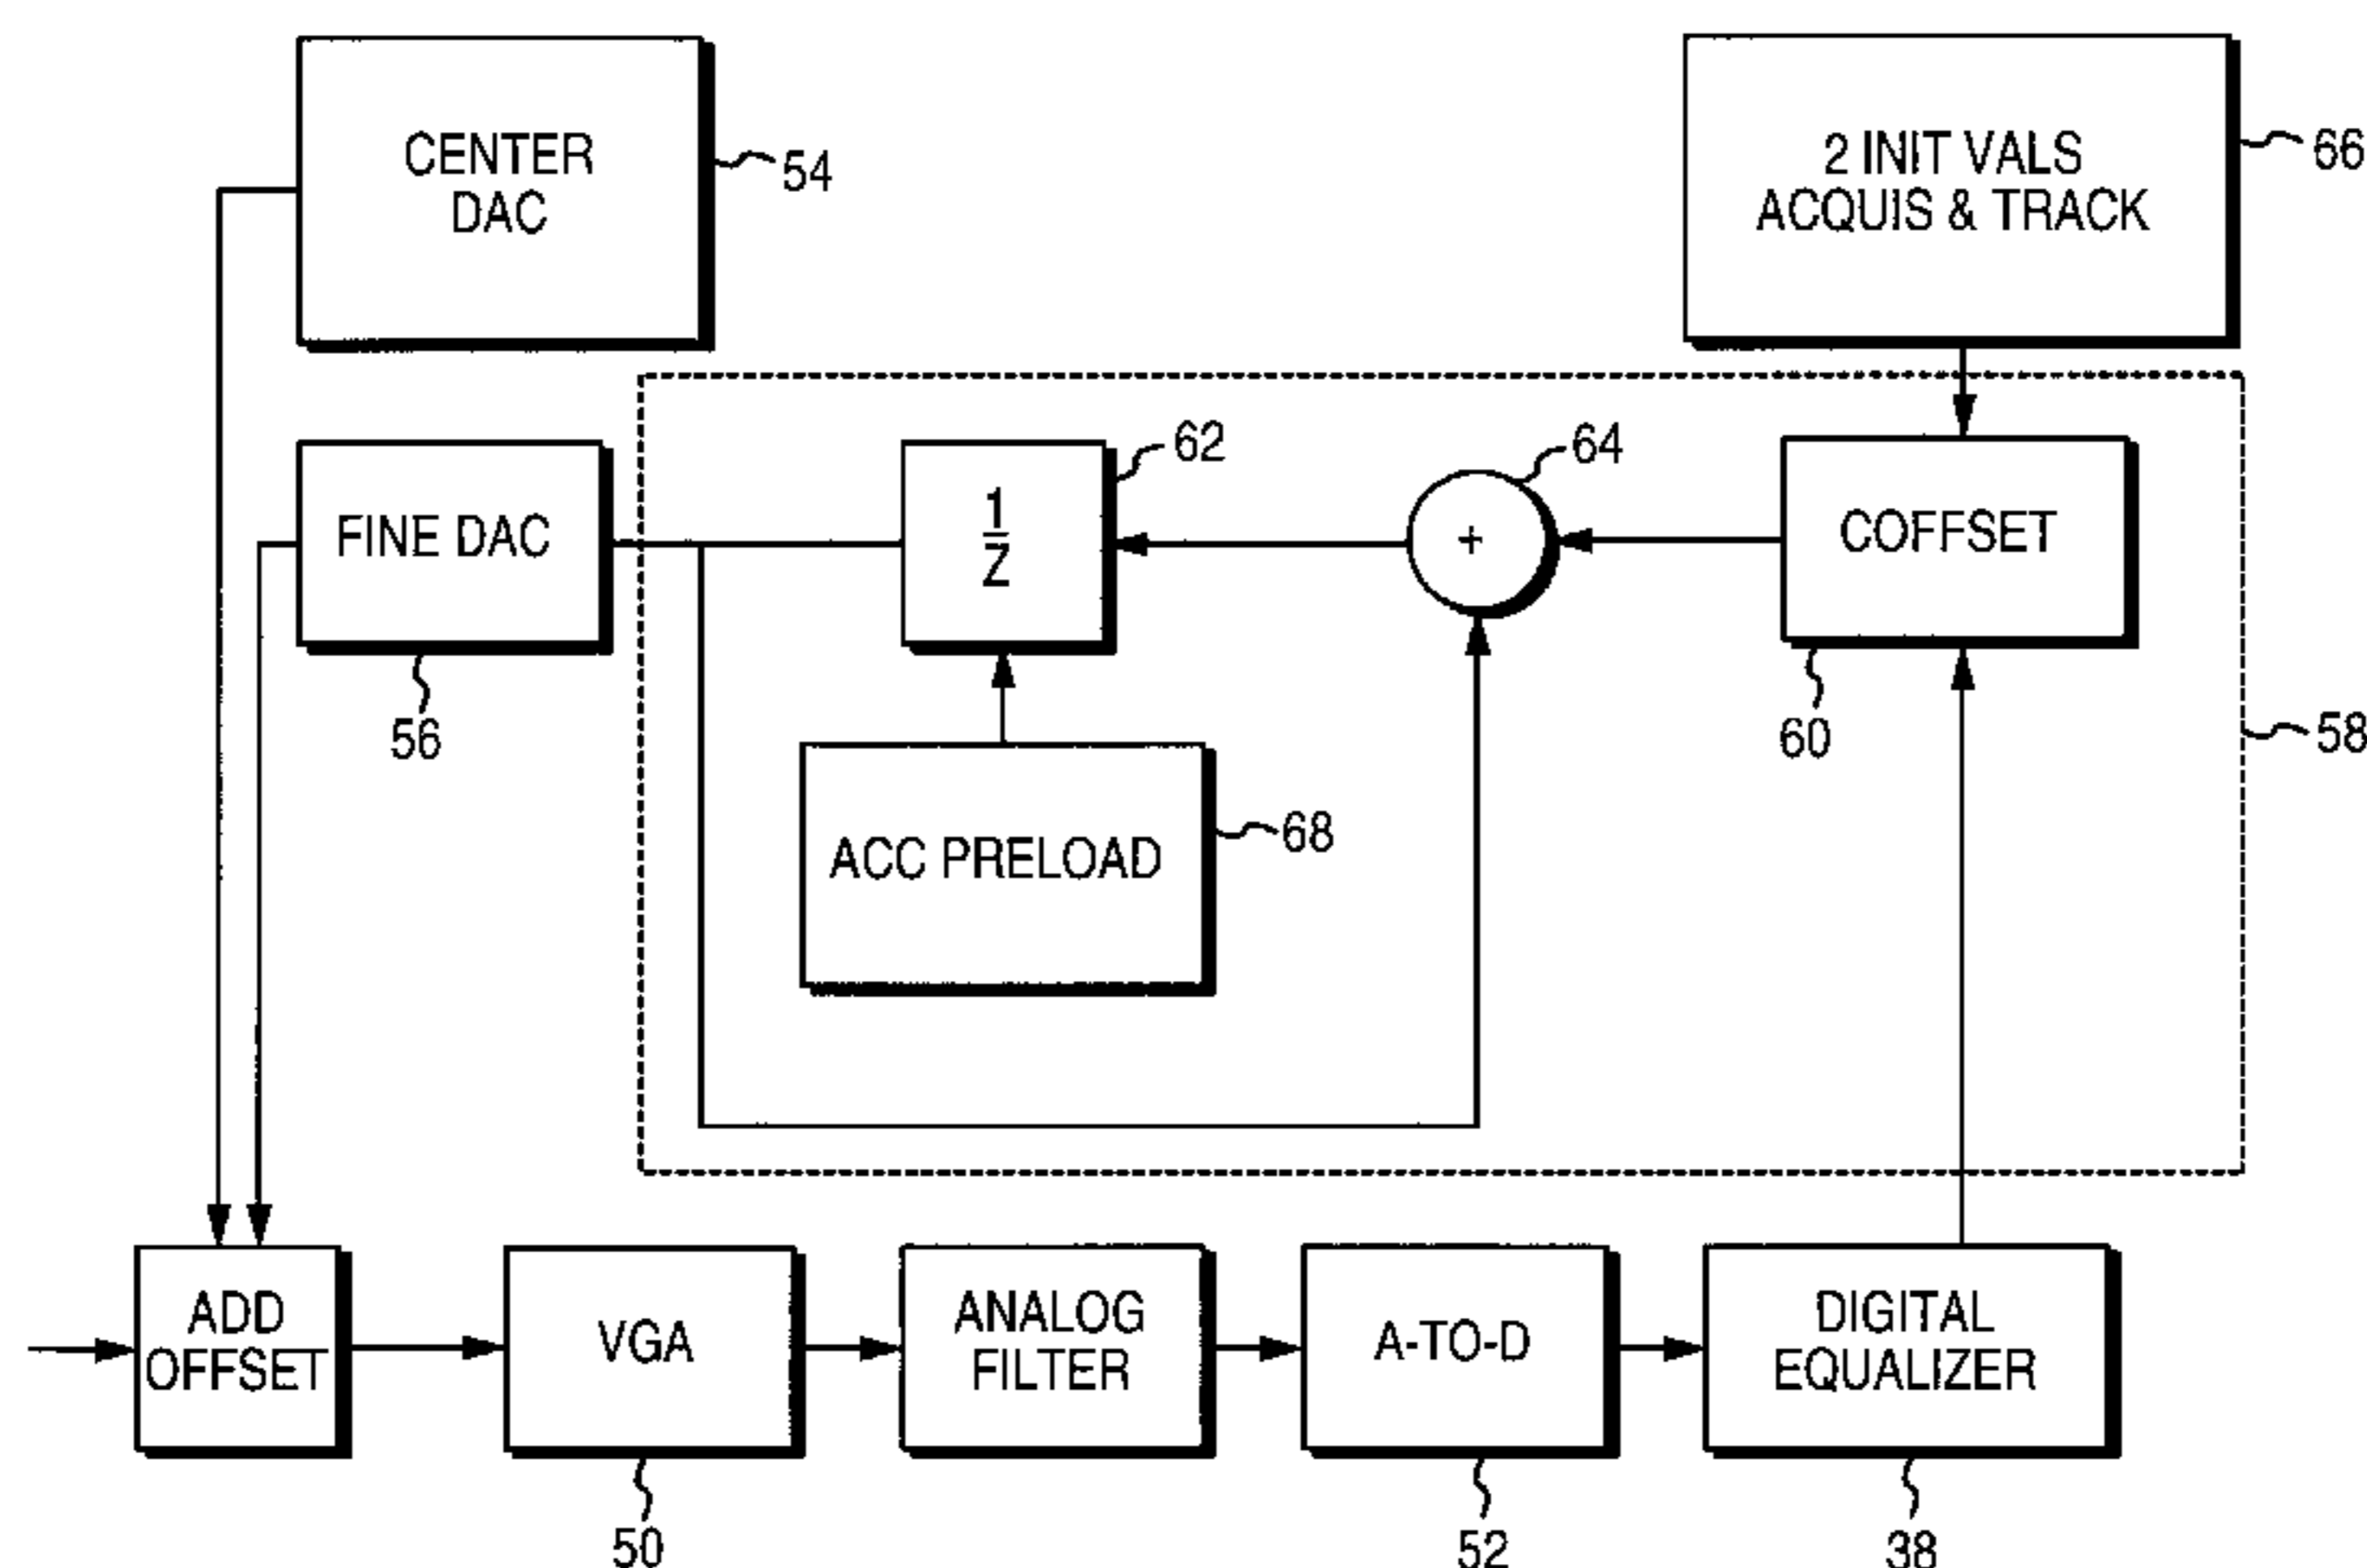 CENTER
DAC
54
2 INIT VALS
ACQUIS & TRACK
66
FINE DAC
56
1
Z
62
+
64
COFFSET
60
58
ACC PRELOAD
68
ADD
OFFSET
VGA
50
ANALOG
FILTER
A-TO-D
52
DIGITAL
EQUALIZER
38